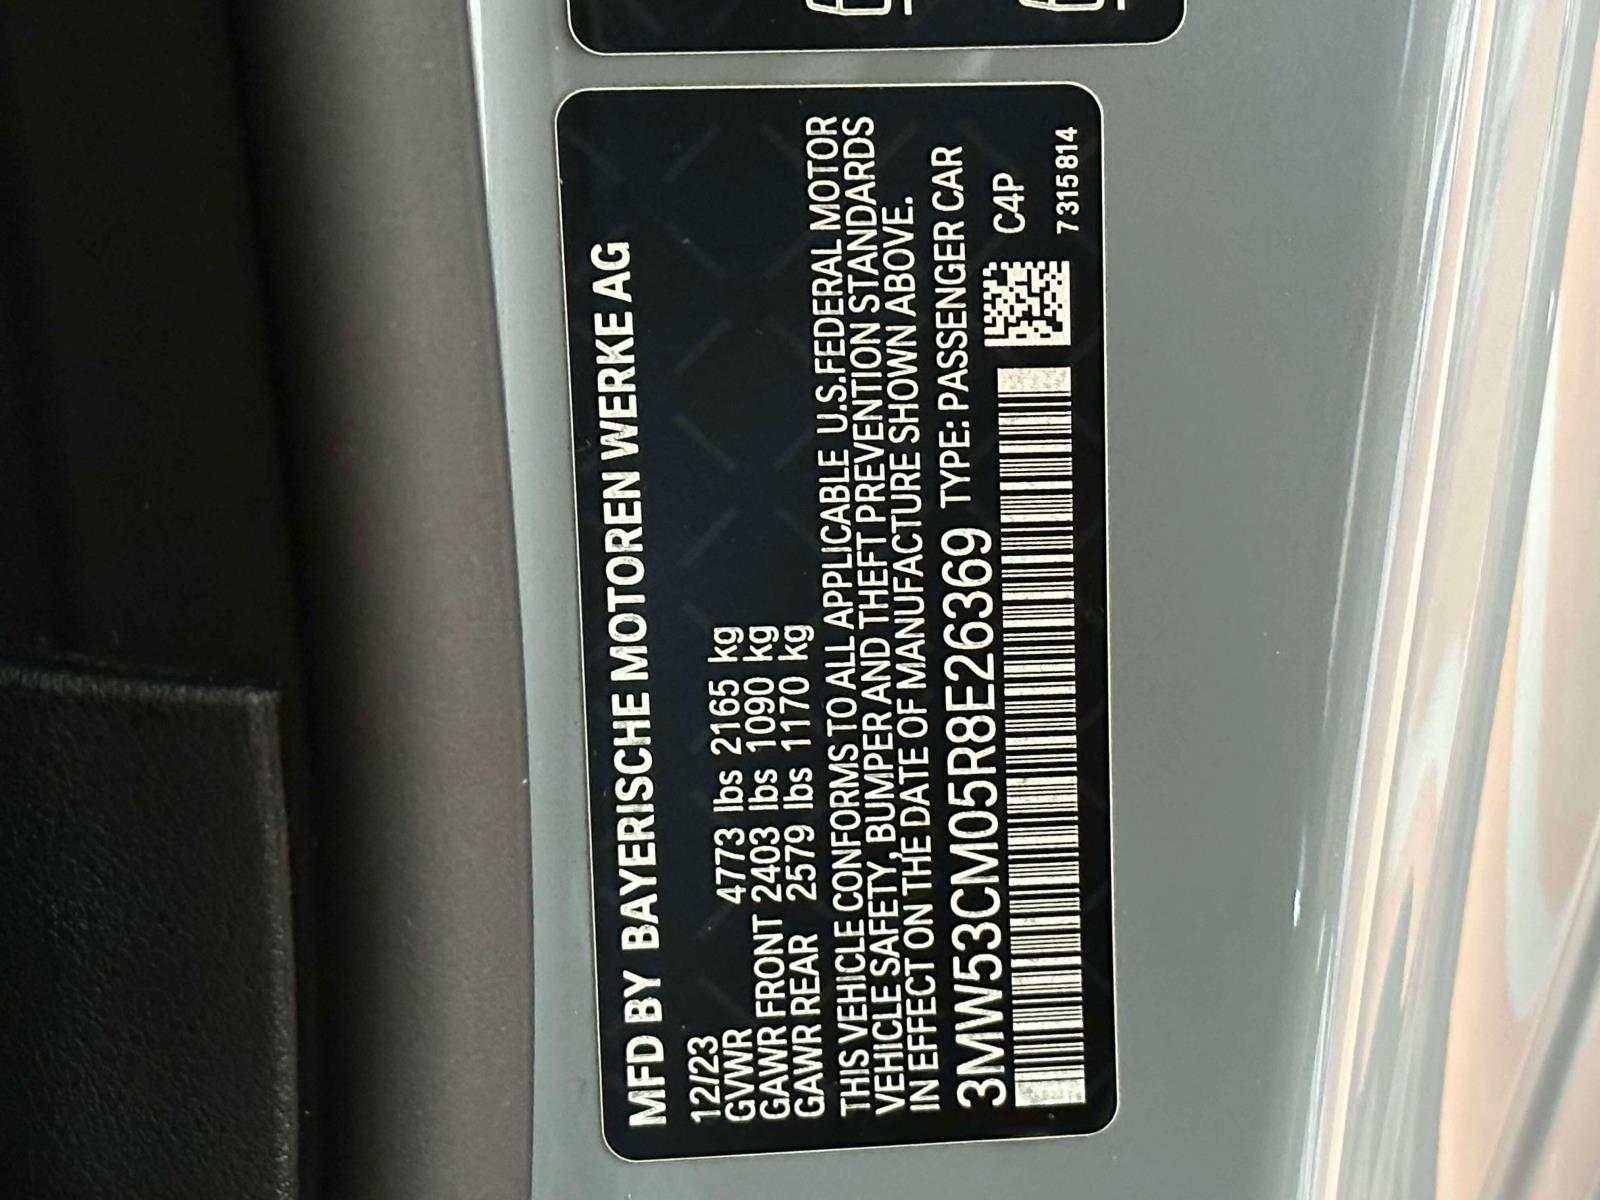 MFD BY BAYERISCHE MOTOREN WERKE AG
12/23
GVWR 4773 lbs 2165 kg
GAWR FRONT 2403 lbs 1090 kg
GAWR REAR 2579 lbs 1170 kg
THIS VEHICLE CONFORMS TO ALL APPLICABLE U.S.FEDERAL MOTOR
VEHICLE SAFETY, BUMPER AND THEFT PREVENTION STANDARDS
IN EFFECT ON THE DATE OF MANUFACTURE SHOWN ABOVE.
3MW53CM05R8E26369 TYPE: PASSENGER CAR
C4P
7315814